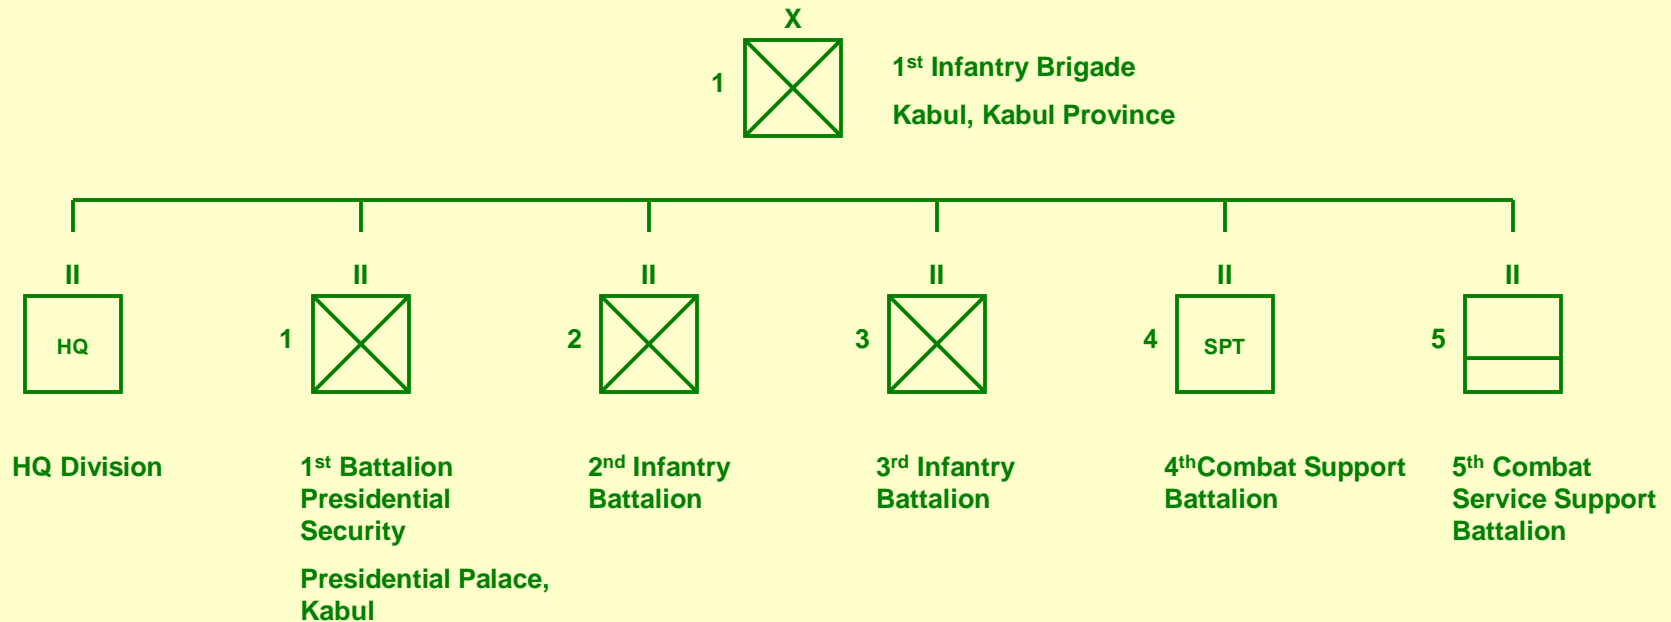 X
1
1st Infantry Brigade
Kabul, Kabul Province
II
II
II
II
II
II
HQ
1
2
3
4
SPT
5
HQ Division
1st Battalion
Presidential
Security
Presidential Palace,
Kabul
2nd Infantry
Battalion
3rd Infantry
Battalion
4thCombat Support
Battalion
5th Combat
Service Support
Battalion